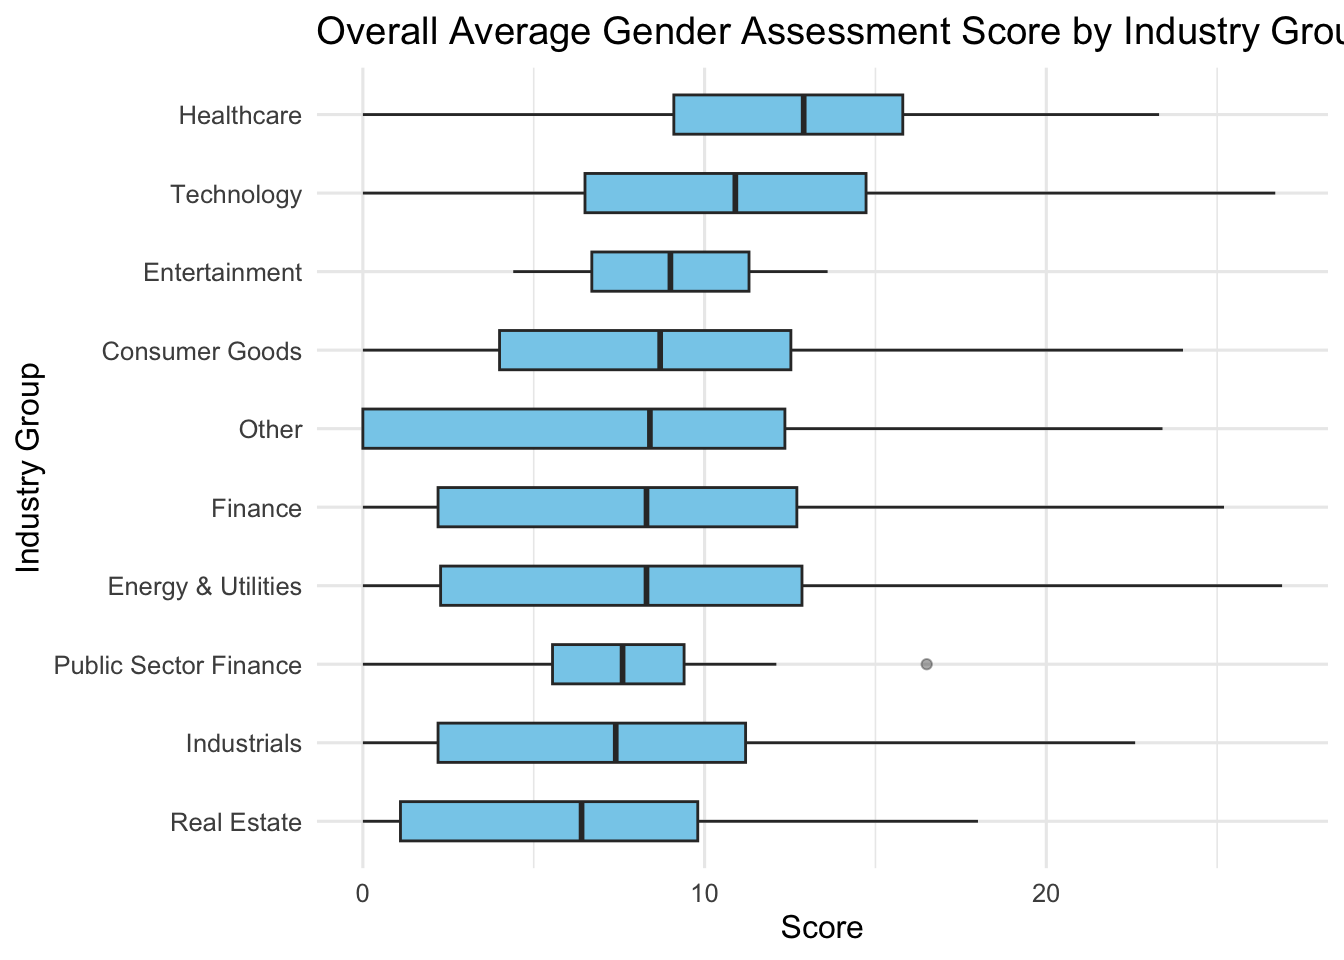 Overall Average Gender Assessment Score by Industry Grou
Healthcare
Technology
Entertainment
Consumer Goods
Other
Finance
Energy & Utilities
Public Sector Finance
Industrials
Real Estate
Industry Group
0 10 20
Score